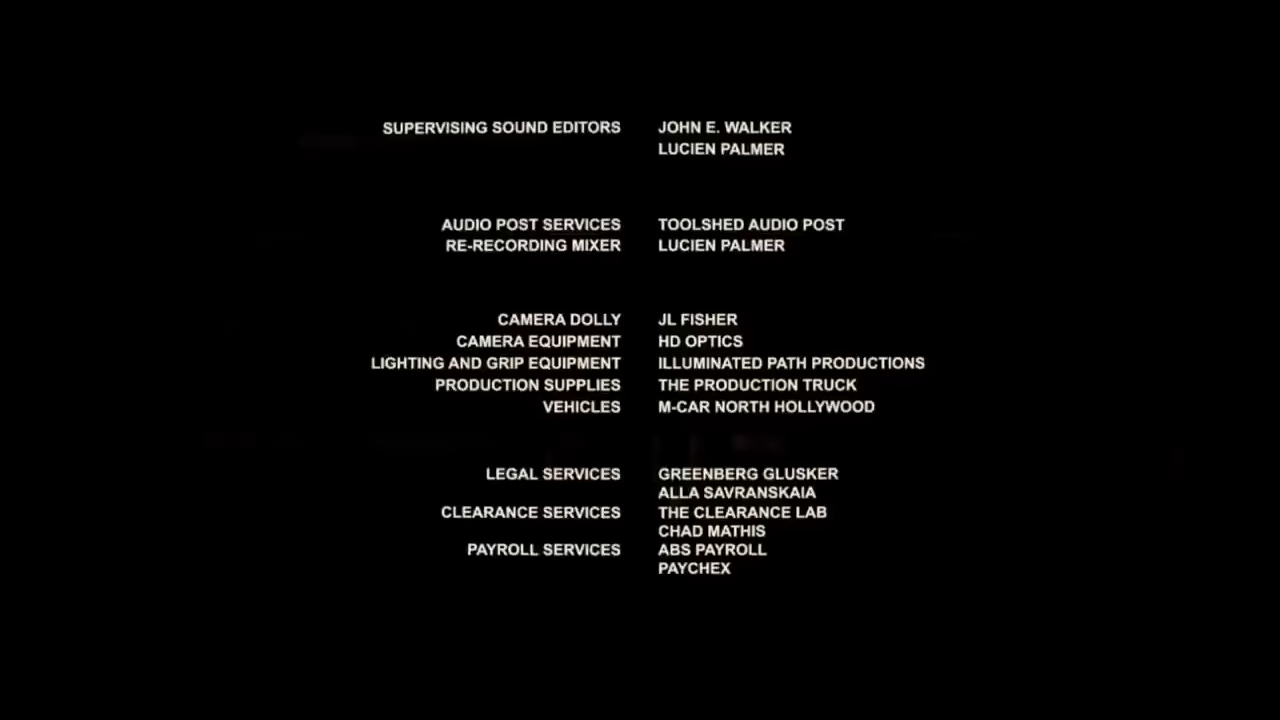 SUPERVISING SOUND EDITORS JOHN E. WALKER
LUCIEN PALMER
AUDIO POST SERVICES TOOLSHED AUDIO POST
RE-RECORDING MIXER LUCIEN PALMER
CAMERA DOLLY JL FISHER
CAMERA EQUIPMENT HD OPTICS
LIGHTING AND GRIP EQUIPMENT ILLUMINATED PATH PRODUCTIONS
PRODUCTION SUPPLIES THE PRODUCTION TRUCK
VEHICLES M-CAR NORTH HOLLYWOOD
LEGAL SERVICES GREENBERG GLUSKER
ALLA SAVRANSKAIA
CLEARANCE SERVICES THE CLEARANCE LAB
CHAD MATHIS
PAYROLL SERVICES ABS PAYROLL
PAYCHEX